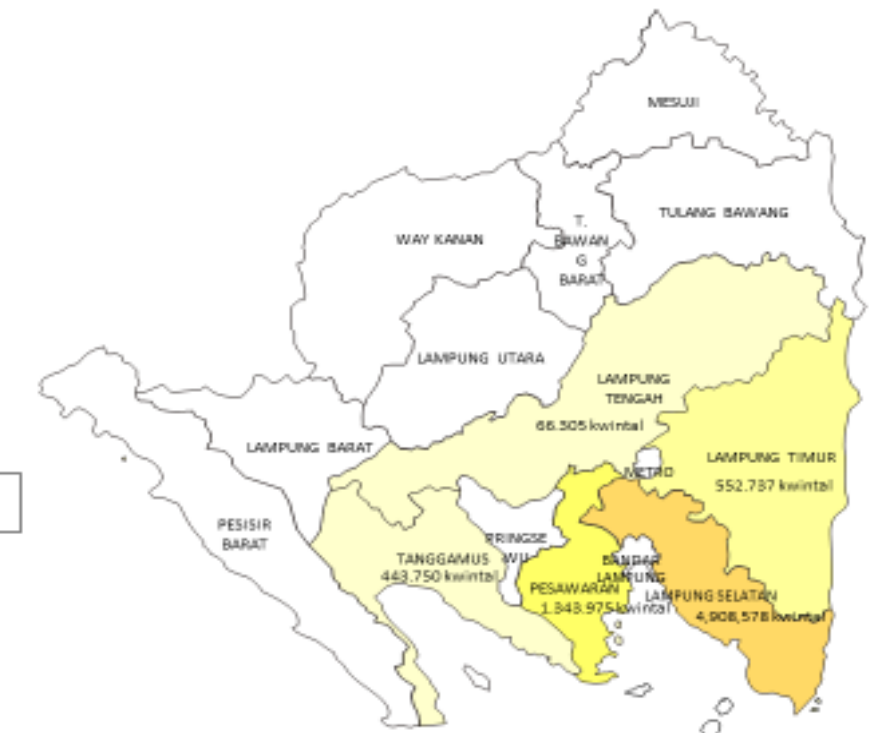 MESUJI
TULANG BAWANG
T.
BAWAN
G
BARAT
WAY KANAN
LAMPUNG UTARA
LAMPUNG
TENGAH
66.305 kwintal
LAMPUNG BARAT
METRO
LAMPUNG TIMUR
552.737 kwintal
PESISIR
BARAT
PRINGSE
WU
TANGGAMUS
443.750 kwintal
BANDAR
LAMPUNG
PESAWARAN
1.343.975 kwintal
LAMPUNG SELATAN
4,908,578 kwintal